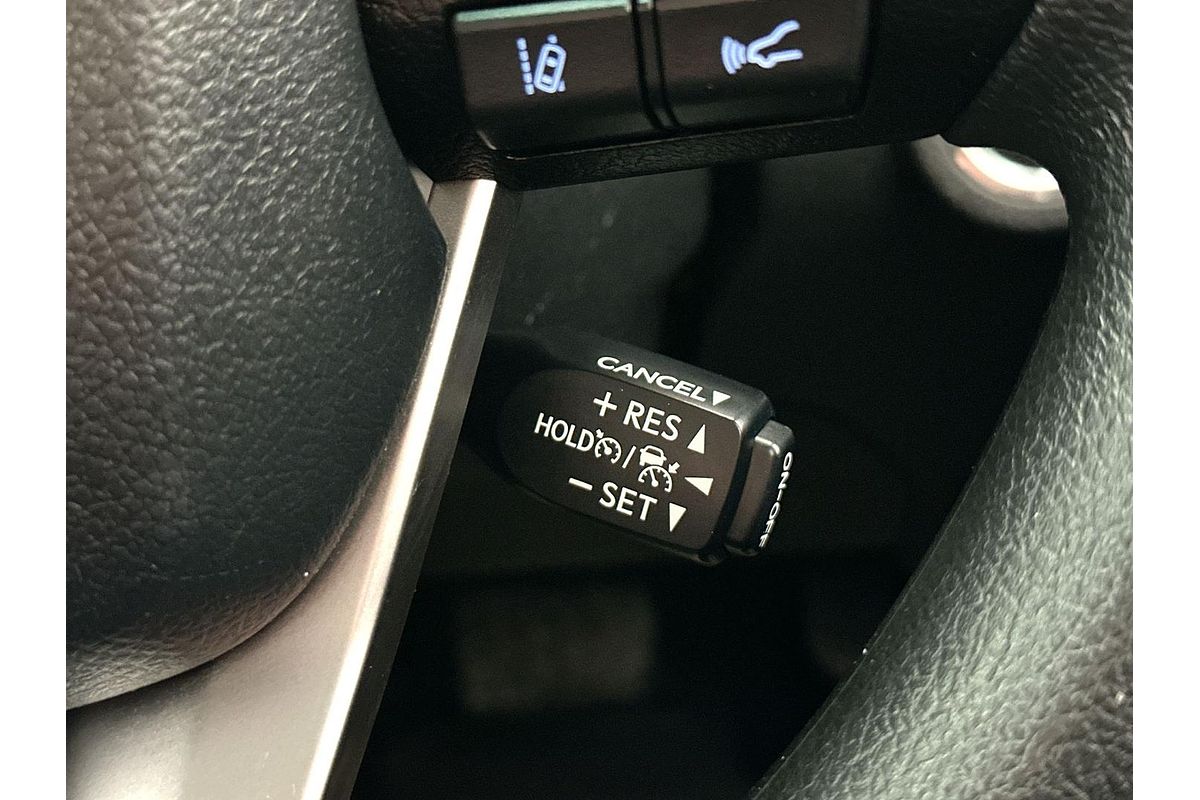 CANCEL▼
+ RES ▲
HOLD / ◀
− SET ▼
ON-OFF